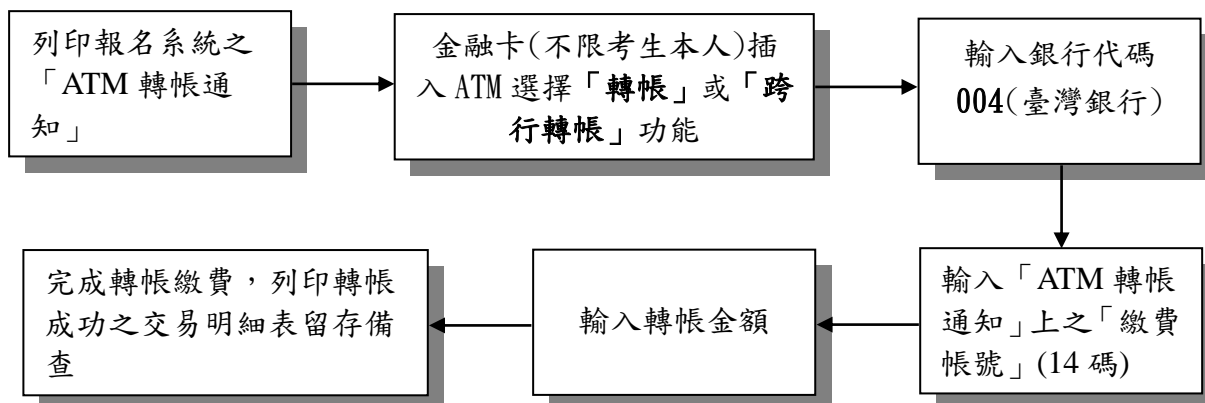 列印報名系統之
「ATM 轉帳通
知」
金融卡(不限考生本人)插
入 ATM 選擇「轉帳」或「跨
行轉帳」功能
輸入銀行代碼
004(臺灣銀行)
輸入「ATM 轉帳
通知」上之「繳費
帳號」(14 碼)
輸入轉帳金額
完成轉帳繳費，列印轉帳
成功之交易明細表留存備
查